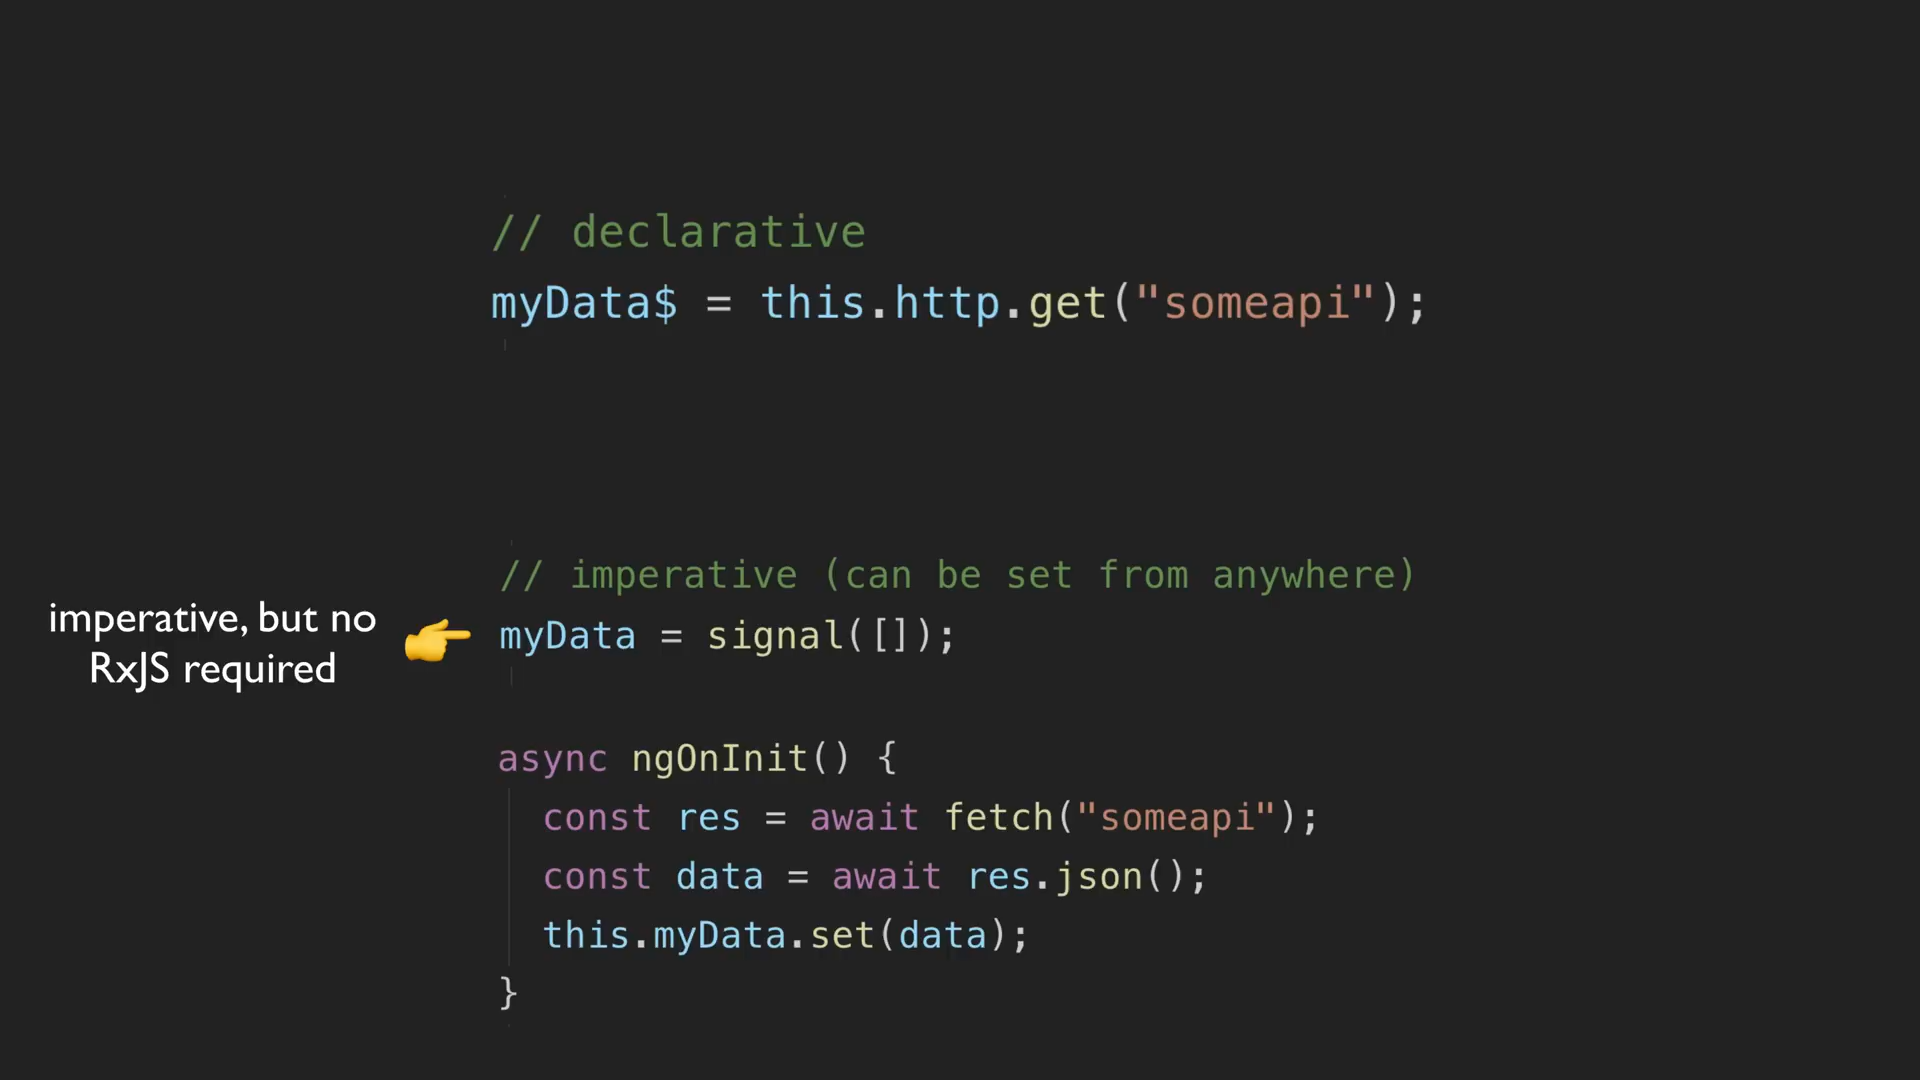 // declarative
myData$ = this.http.get("someapi");
// imperative (can be set from anywhere)
imperative, but no
RxJS required
myData = signal([]);
async ngOnInit() {
const res = await fetch("someapi");
const data = await res.json();
this.myData.set(data);
}